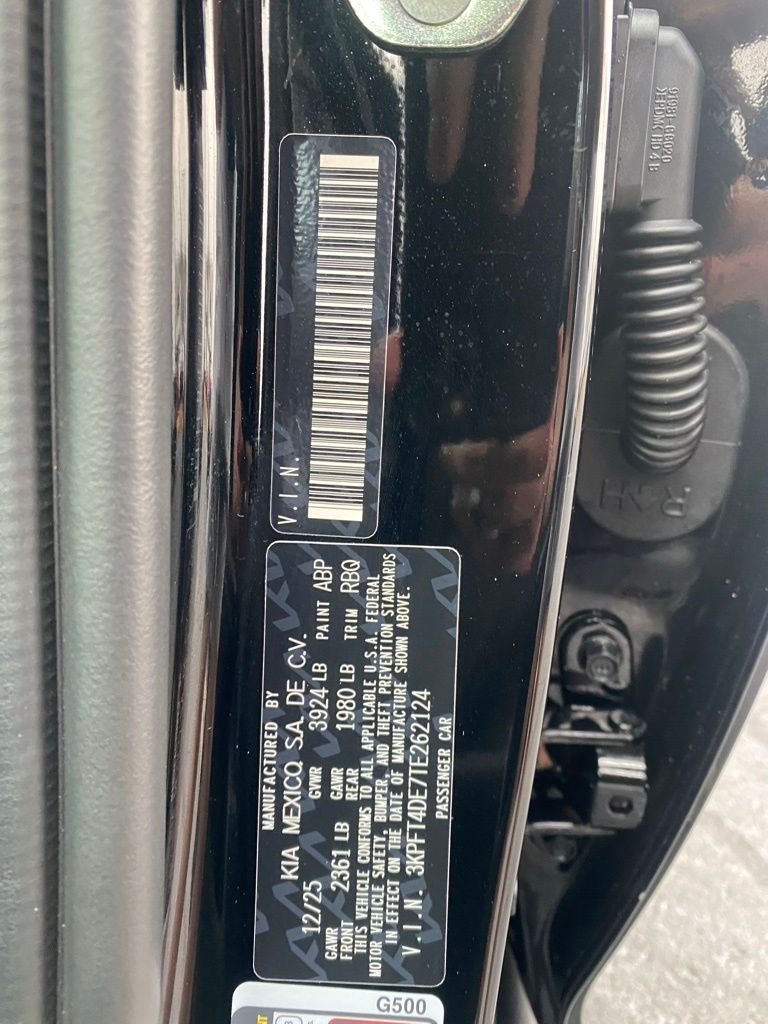 V.I.N.
MANUFACTURED BY
12/25 KIA MEXICO S.A. DE C.V.
GAWR FRONT 2361 LB GVWR 3924 LB PAINT ABP
GAWR REAR 1980 LB TRIM RBQ
THIS VEHICLE CONFORMS TO ALL APPLICABLE U.S.A. FEDERAL
MOTOR VEHICLE SAFETY, BUMPER, AND THEFT PREVENTION STANDARDS
IN EFFECT ON THE DATE OF MANUFACTURE SHOWN ABOVE.
V.I.N. 3KPFT4DE7TE262124
PASSENGER CAR
G500
RH